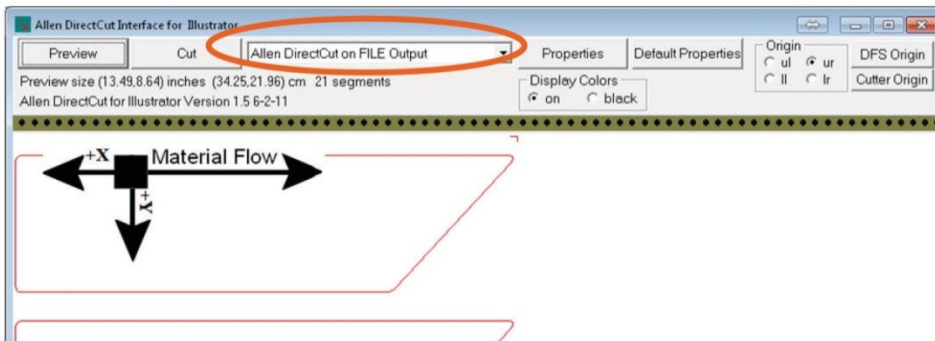 Allen DirectCut Interface for Illustrator
Preview Cut Allen DirectCut on FILE Output Properties Default Properties Origin ul ur ll lr DFS Origin Cutter Origin
Preview size (13.49,8.64) inches (34.25,21.96) cm 21 segments
Display Colors
Allen DirectCut for Illustrator Version 1.5 6-2-11
on black
+X Material Flow
+Y